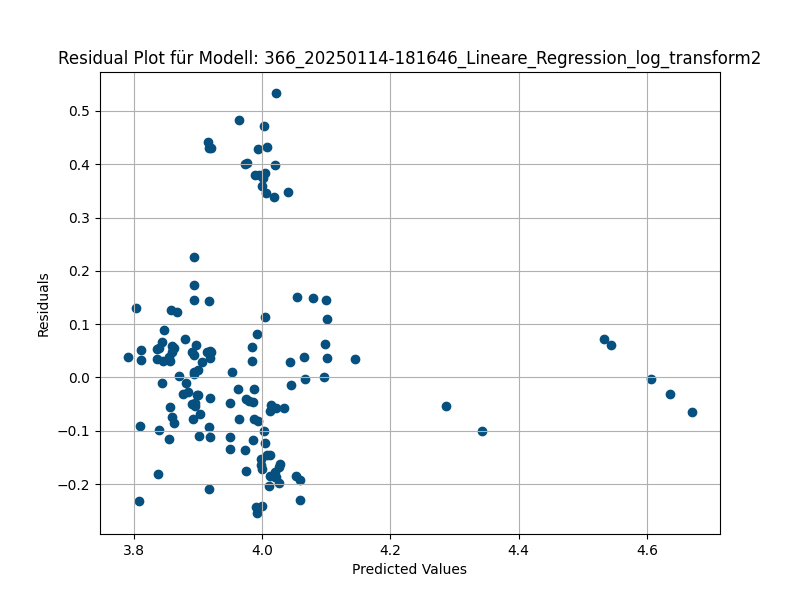 Residual Plot für Modell: 366_20250114-181646_Lineare_Regression_log_transform2
0.5
0.4
0.3
0.2
0.1
0.0
−0.1
−0.2
Residuals
3.8 4.0 4.2 4.4 4.6
Predicted Values